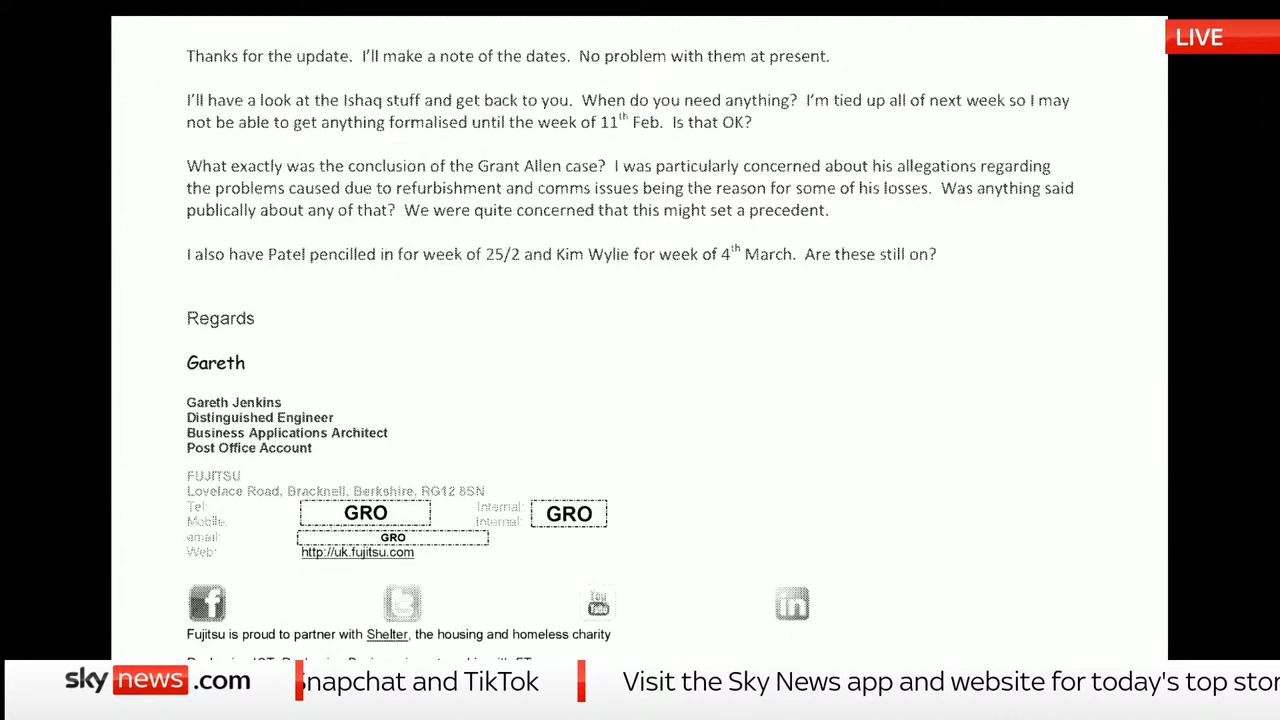 LIVE
Thanks for the update. I'll make a note of the dates. No problem with them at present.
I'll have a look at the Ishaq stuff and get back to you. When do you need anything? I'm tied up all of next week so I may
not be able to get anything formalised until the week of 11th Feb. Is that OK?
What exactly was the conclusion of the Grant Allen case? I was particularly concerned about his allegations regarding
the problems caused due to refurbishment and comms issues being the reason for some of his losses. Was anything said
publically about any of that? We were quite concerned that this might set a precedent.
I also have Patel pencilled in for week of 25/2 and Kim Wylie for week of 4th March. Are these still on?
Regards
Gareth
Gareth Jenkins
Distinguished Engineer
Business Applications Architect
Post Office Account
FUJITSU
Lovelace Road, Bracknell, Berkshire, RG12 8SN
Tel: GRO Internal: GRO
Mobile: Internal:
email: GRO
Web: http://uk.fujitsu.com
f You Tube in
Fujitsu is proud to partner with Shelter, the housing and homeless charity
sky news .com Snapchat and TikTok Visit the Sky News app and website for today's top stor